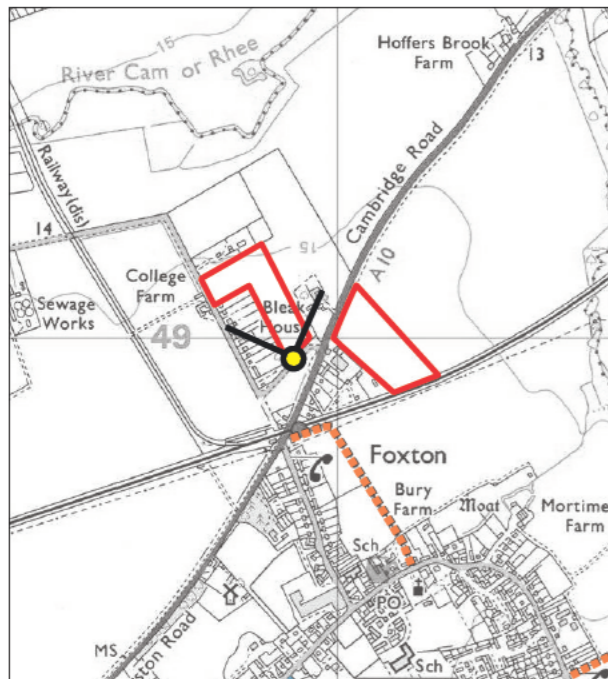 Hoffers Brook
Farm
13
15
River Cam or Rhee
Railway(dis)
Cambridge Road
A10
14
15
College
Farm
Sewage
Works
Bleak
House
49
Foxton
Bury
Farm
Moat
Mortime
Farm
Sch
PO
MS
ston Road
Sch